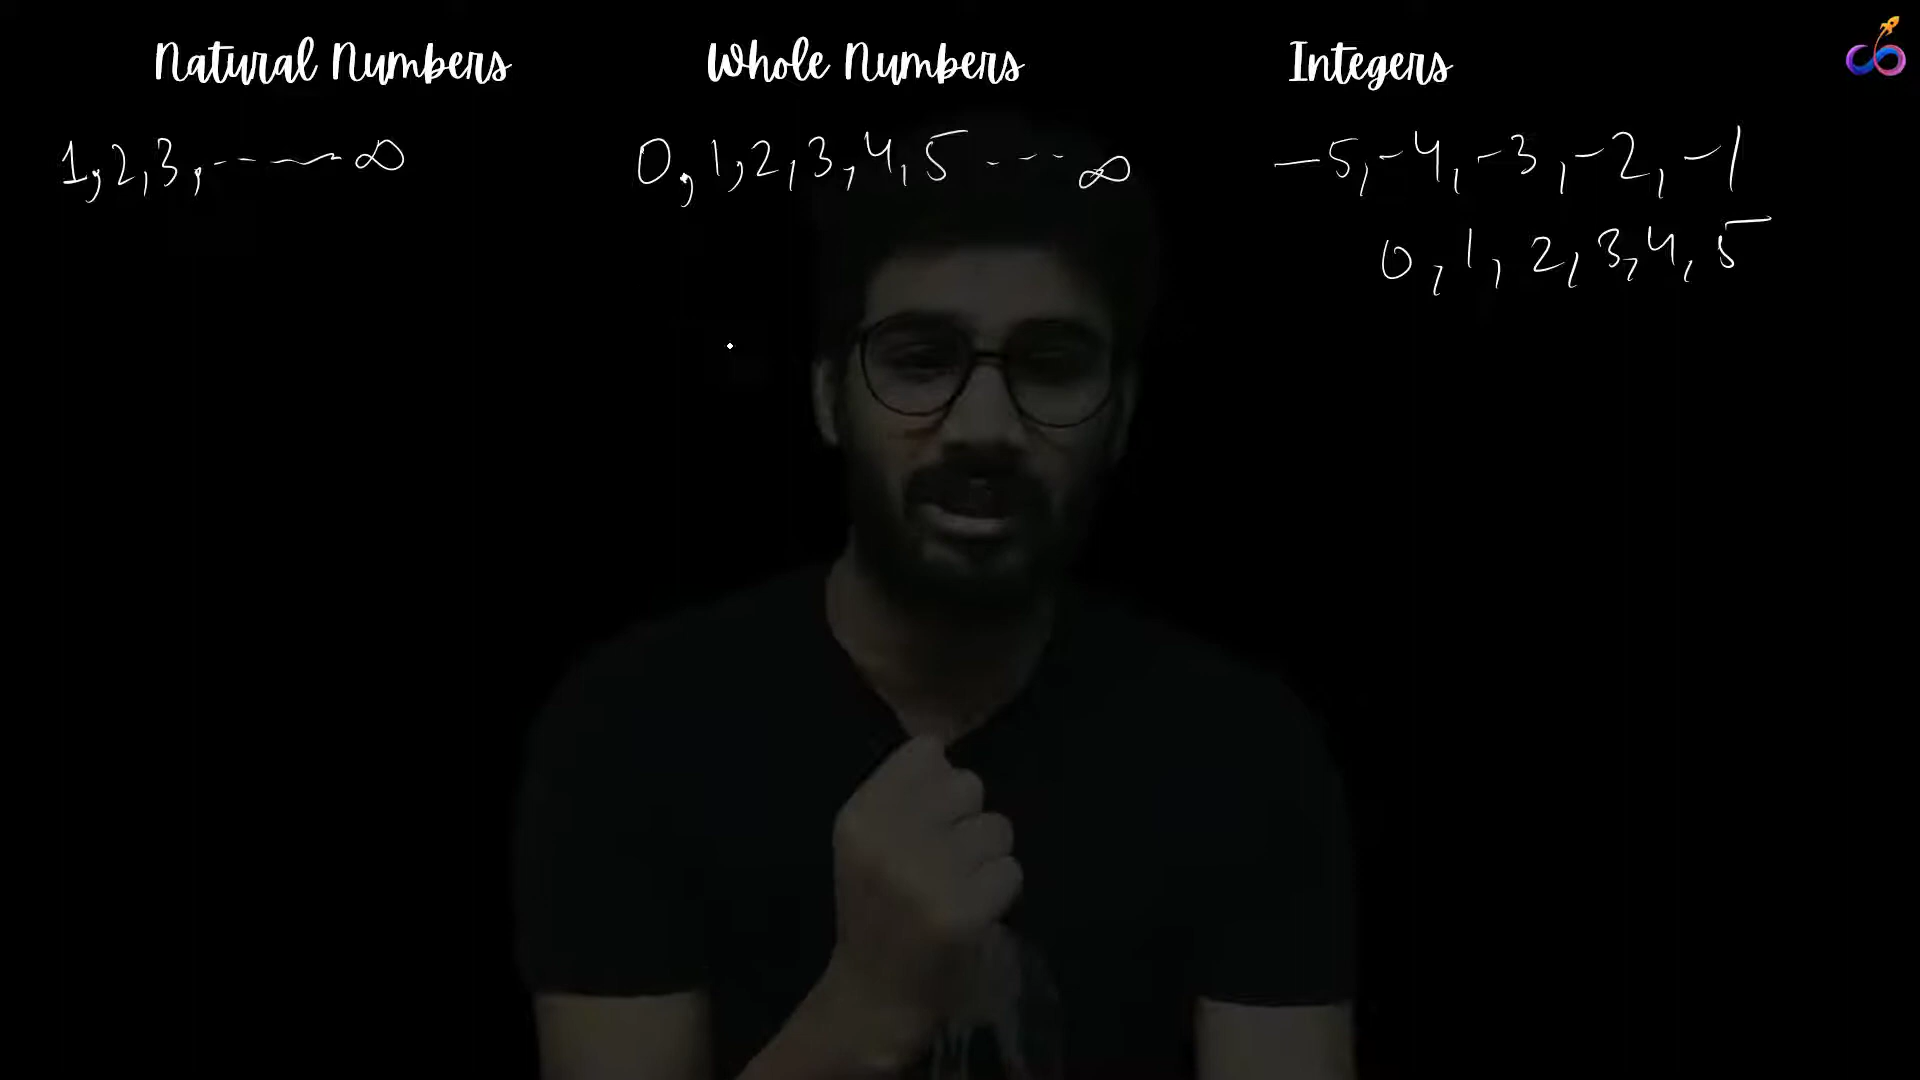 Natural Numbers
Whole Numbers
Integers
1, 2, 3, ------ ∞
0, 1, 2, 3, 4, 5 ---- ∞
-5, -4, -3, -2, -1
0, 1, 2, 3, 4, 5